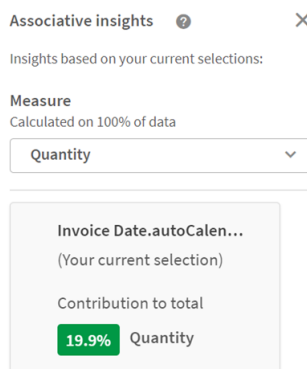 Associative insights ?
Insights based on your current selections:
Measure
Calculated on 100% of data
Quantity
Invoice Date.autoCalen...
(Your current selection)
Contribution to total
19.9% Quantity